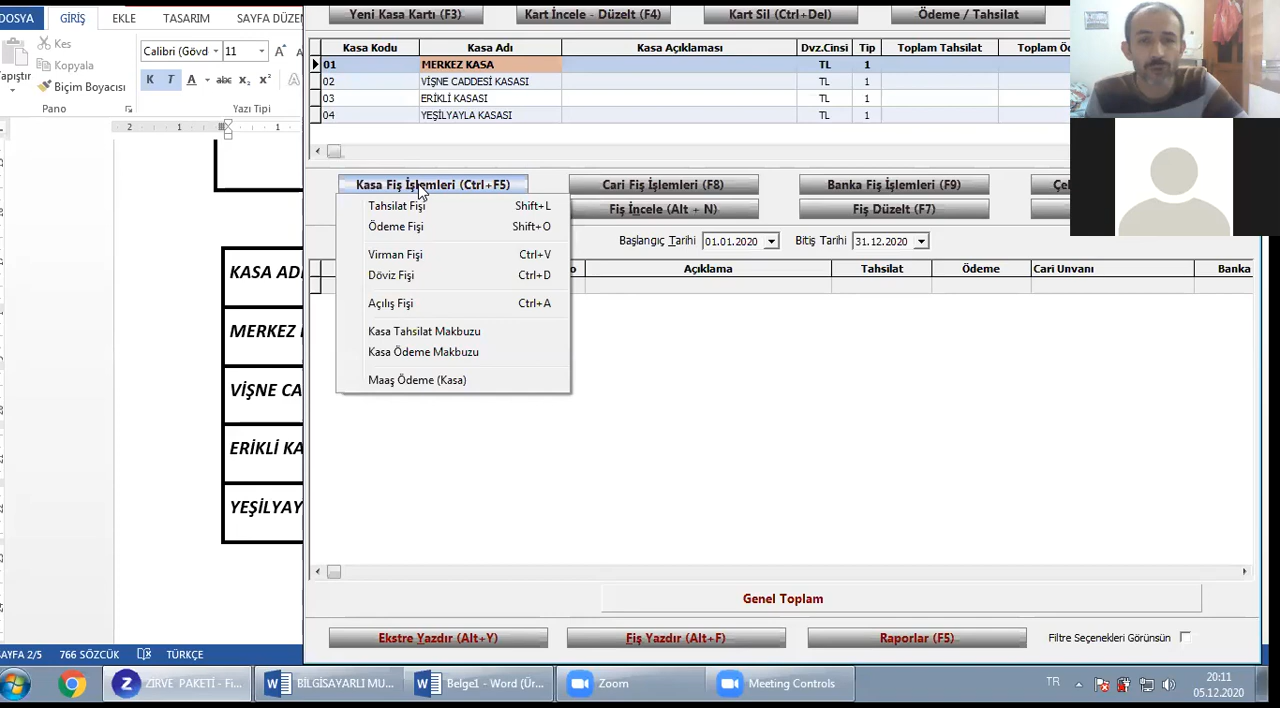 DOSYA GİRİŞ EKLE TASARIM SAYFA DÜZEN
Kes
Kopyala
Yapıştır
Biçim Boyacısı
Pano
Calibri (Gövd 11
K T A abc X₂ X² A
Yazı Tipi
2 1 1
KASA AD
MERKEZ
VİŞNE CA
ERİKLİ KA
YEŞİLYAY
Yeni Kasa Kartı (F3) Kart İncele - Düzelt (F4) Kart Sil (Ctrl+Del) Ödeme / Tahsilat
Kasa Kodu Kasa Adı Kasa Açıklaması Dvz.Cinsi Tip Toplam Tahsilat Toplam Öd
01 MERKEZ KASA TL 1
02 VİŞNE CADDESİ KASASI TL 1
03 ERİKLİ KASASI TL 1
04 YEŞİLYAYLA KASASI TL 1
Kasa Fiş İşlemleri (Ctrl+F5) Cari Fiş İşlemleri (F8) Banka Fiş İşlemleri (F9) Çel
Fiş İncele (Alt + N) Fiş Düzelt (F7)
Tahsilat Fişi Shift+L
Ödeme Fişi Shift+O
Virman Fişi Ctrl+V
Döviz Fişi Ctrl+D
Açılış Fişi Ctrl+A
Kasa Tahsilat Makbuzu
Kasa Ödeme Makbuzu
Maaş Ödeme (Kasa)
Başlangıç Tarihi 01.01.2020 Bitiş Tarihi 31.12.2020
o Açıklama Tahsilat Ödeme Cari Unvanı Banka
Genel Toplam
Ekstre Yazdır (Alt+Y) Fiş Yazdır (Alt+F) Raporlar (F5) Filtre Seçenekleri Görünsün
SAYFA 2/5 766 SÖZCÜK TÜRKÇE
ZİRVE PAKETİ - Fi... BİLGİSAYARLI MU... Belge1 - Word (Ür... Zoom Meeting Controls TR 20:11
05.12.2020